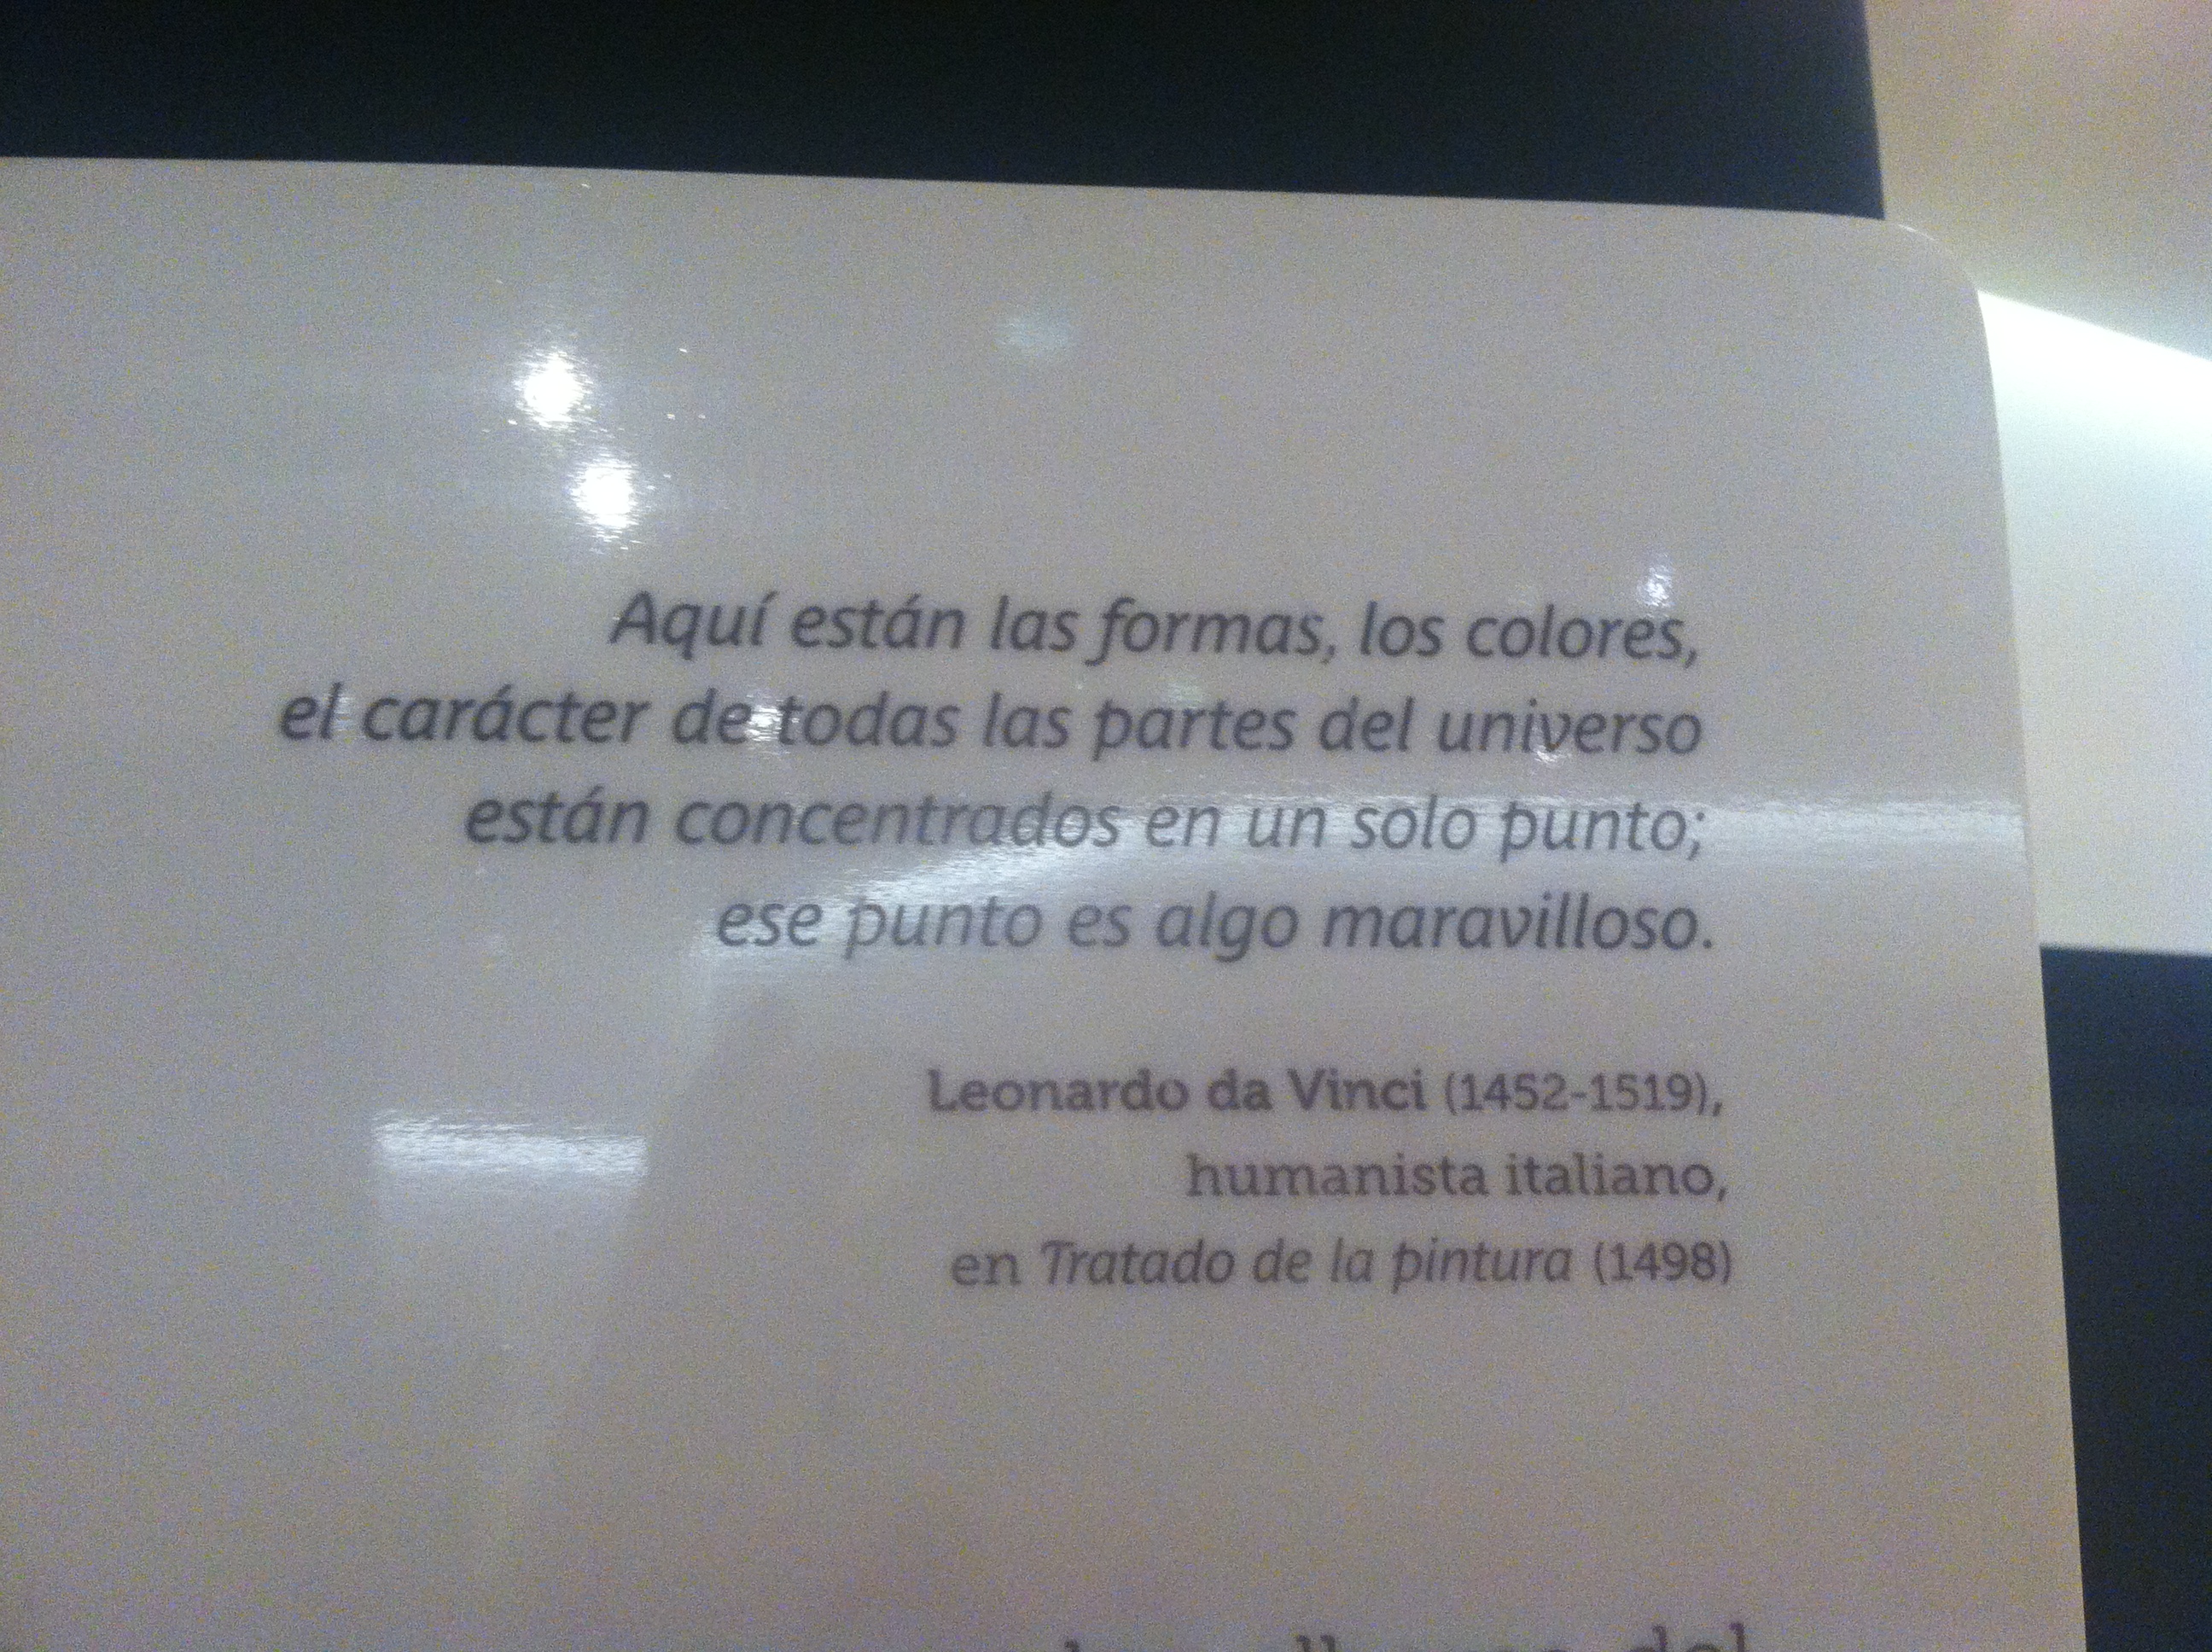 Aquí están las formas, los colores,
el carácter de todas las partes del universo
están concentrados en un solo punto;
ese punto es algo maravilloso.
Leonardo da Vinci (1452-1519),
humanista italiano,
en Tratado de la pintura (1498)
del